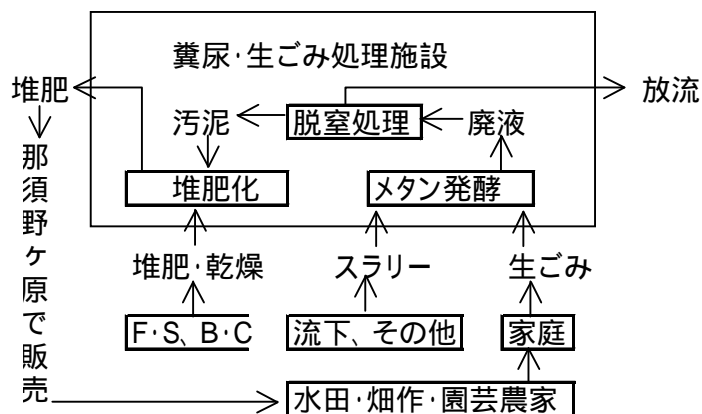 糞尿・生ごみ処理施設
堆肥
放流
汚泥
脱窒処理
廃液
堆肥化
メタン発酵
那須野ヶ原で販売
堆肥・乾燥
スラリー
生ごみ
F・S、B・C
流下、その他
家庭
水田・畑作・園芸農家